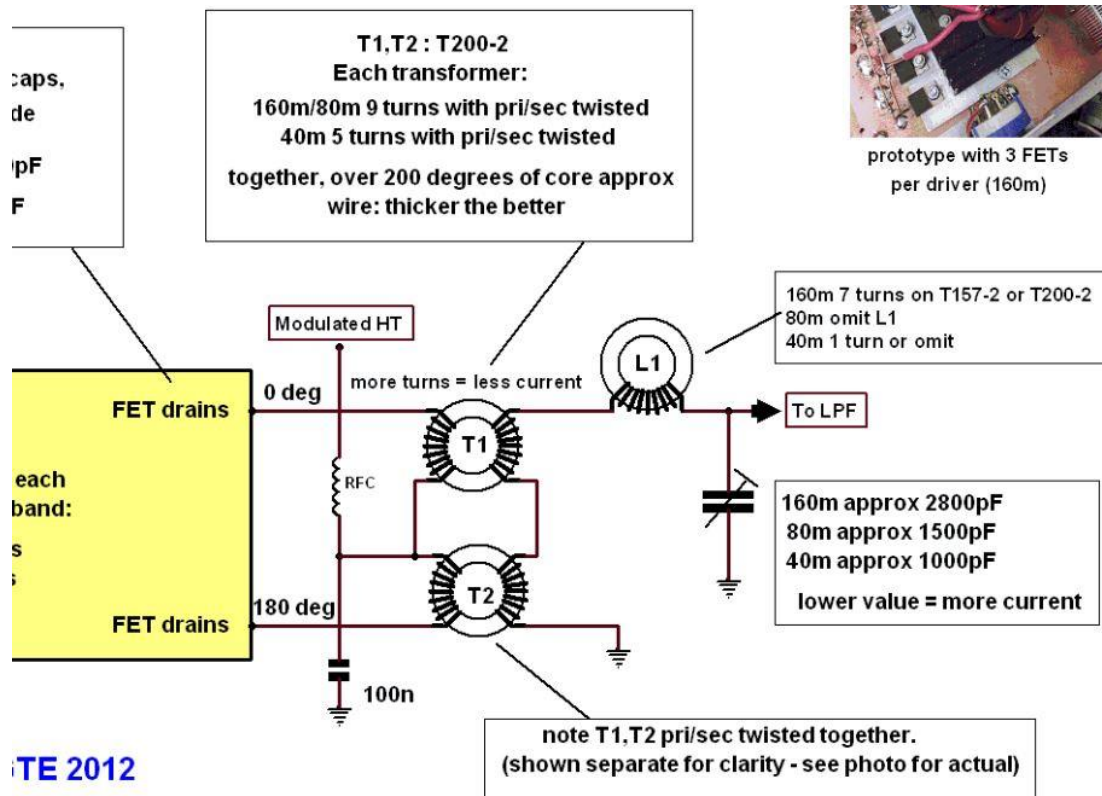 caps,
de
pF
F
T1,T2 : T200-2
Each transformer:
160m/80m 9 turns with pri/sec twisted
40m 5 turns with pri/sec twisted
together, over 200 degrees of core approx
wire: thicker the better
prototype with 3 FETs
per driver (160m)
160m 7 turns on T157-2 or T200-2
80m omit L1
40m 1 turn or omit
Modulated HT
more turns = less current
L1
0 deg
FET drains
T1
To LPF
RFC
each
band:
s
s
160m approx 2800pF
80m approx 1500pF
40m approx 1000pF
lower value = more current
T2
180 deg
FET drains
100n
note T1,T2 pri/sec twisted together.
(shown separate for clarity - see photo for actual)
TE 2012